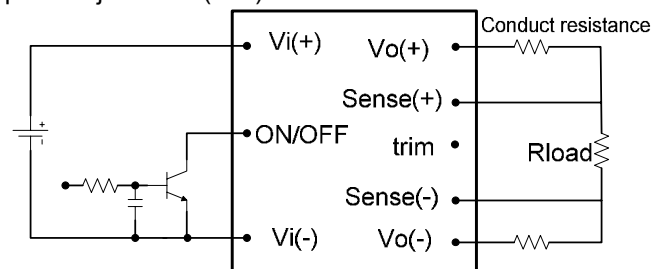 Conduct resistance
Vi(+)
Vo(+)
Sense(+)
ON/OFF
trim
Rload
Sense(-)
Vi(-)
Vo(-)
+
-